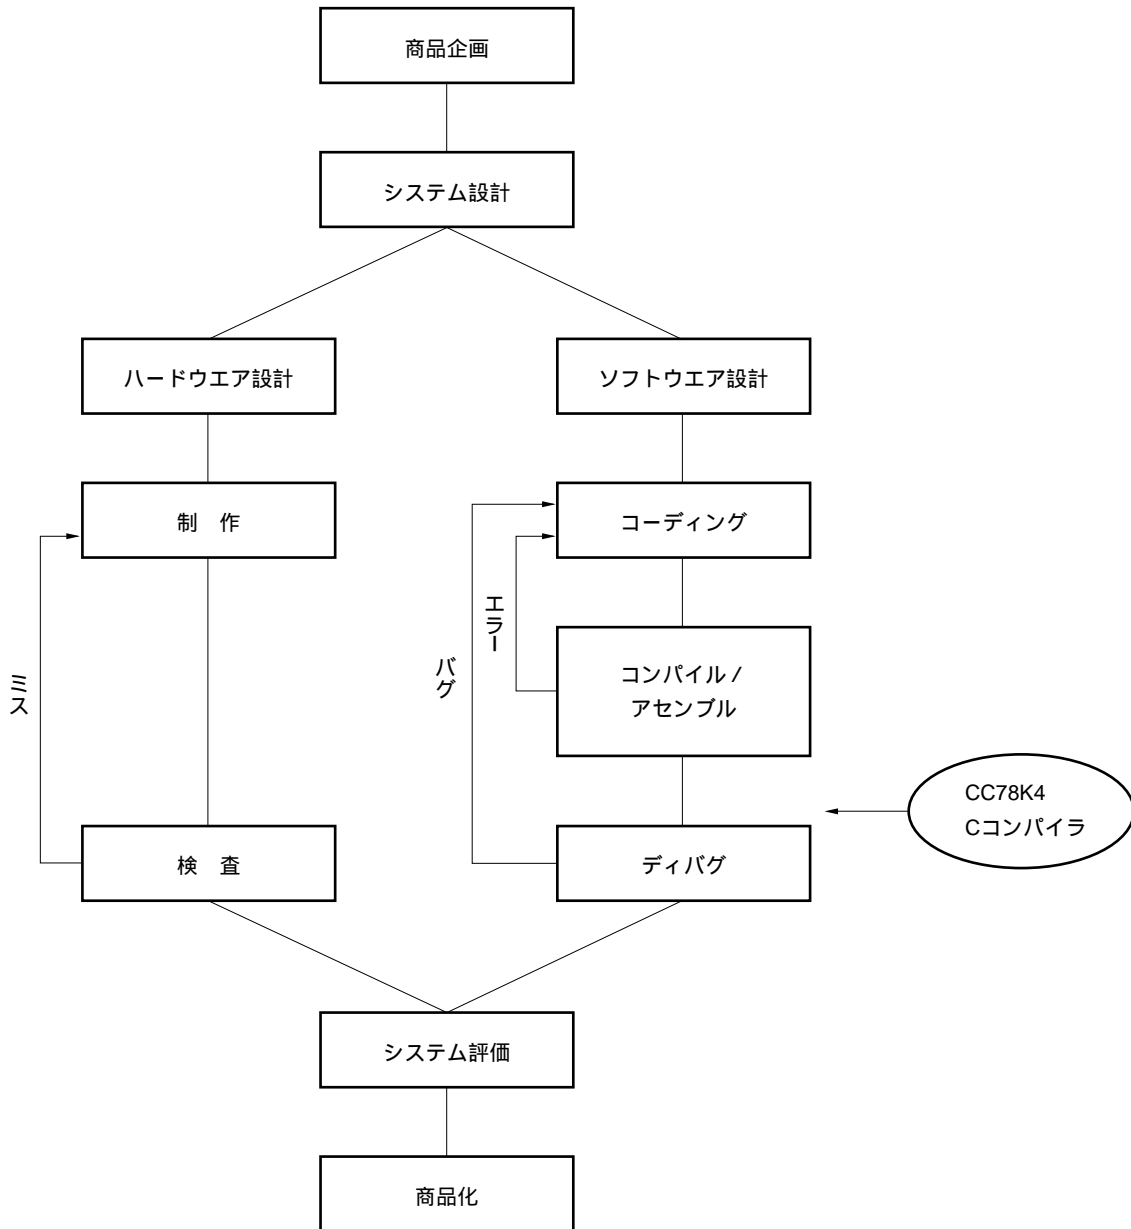 商品企画
システム設計
ハードウエア設計
ソフトウエア設計
制　作
コーディング
エラー
バグ
ミス
コンパイル /
アセンブル
CC78K4
Cコンパイラ
検　査
ディバグ
システム評価
商品化